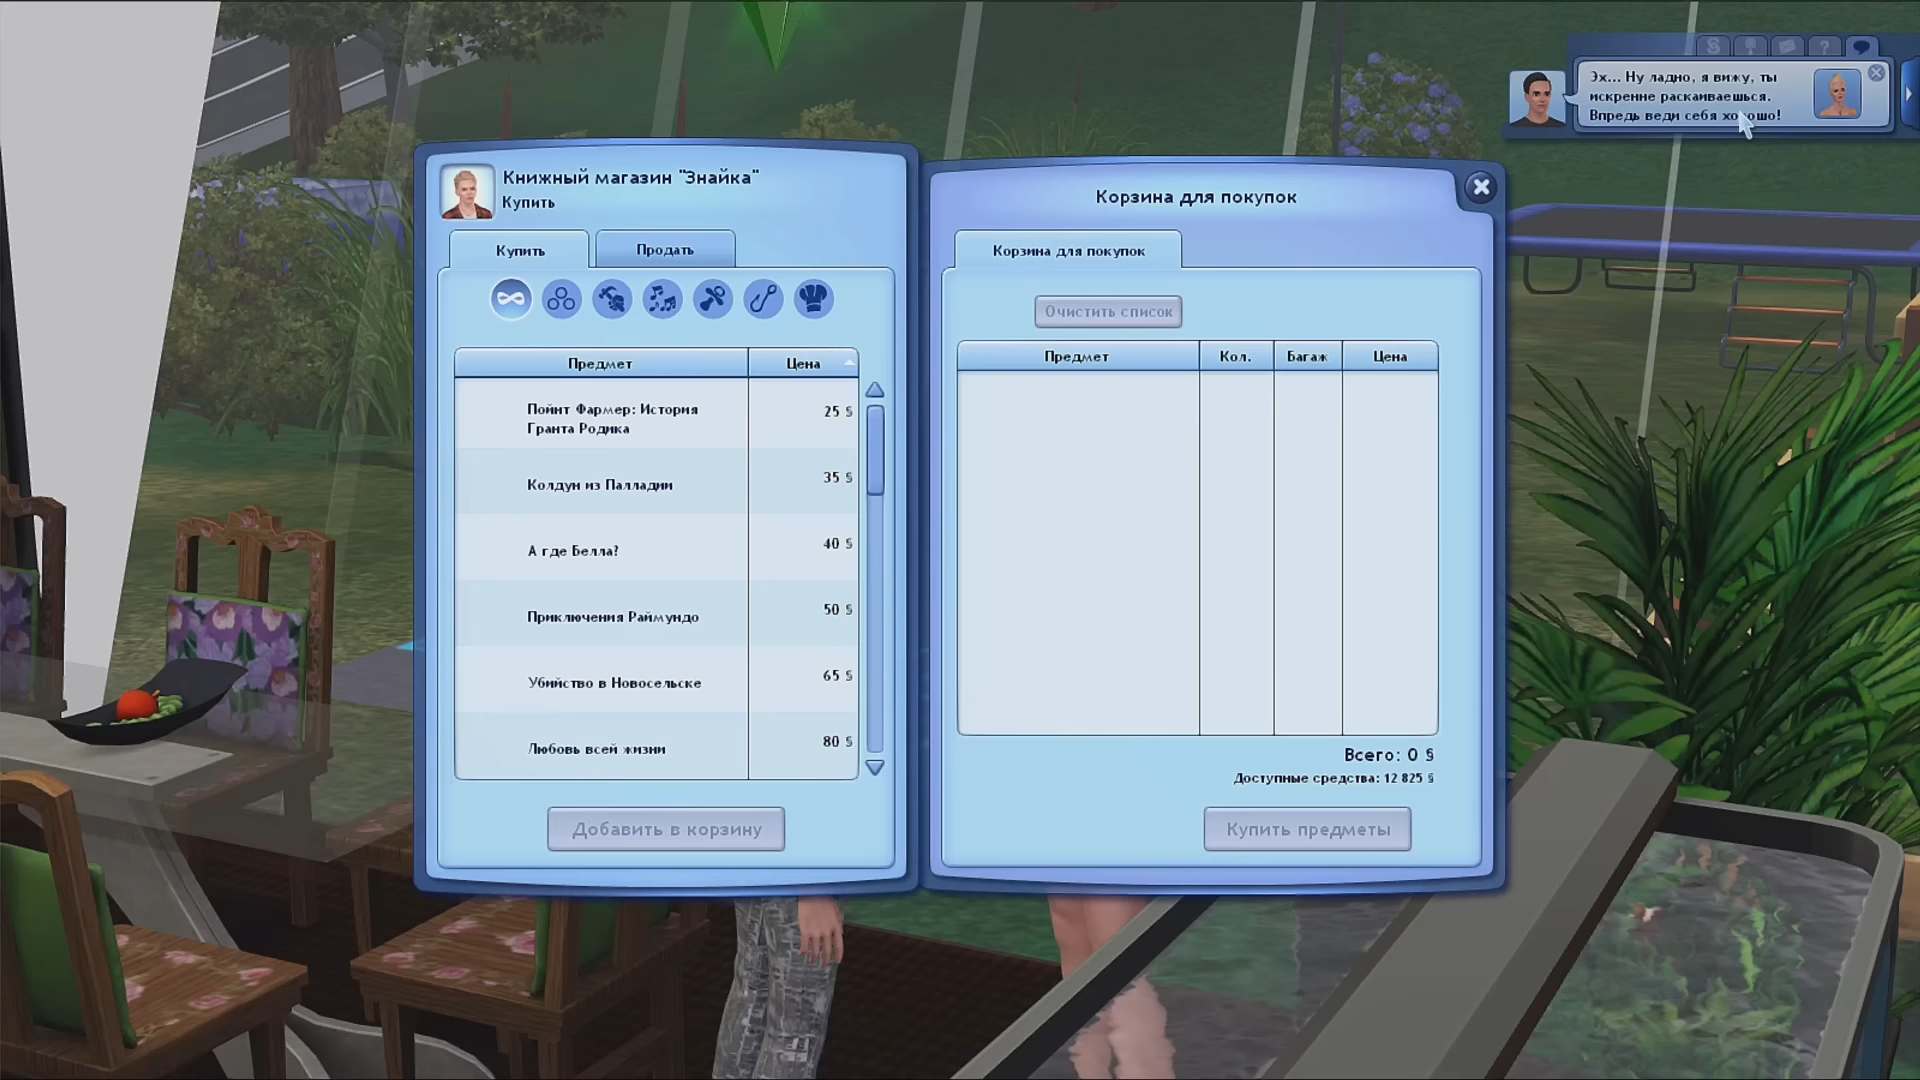 Эх... Ну ладно, я вижу, ты
искренне раскаиваешься.
Впредь веди себя хорошо!
Книжный магазин "Знайка"
Купить
Купить
Продать
Предмет
Цена
Пойнт Фармер: История
Гранта Родика
25 §
Колдун из Палладии
35 §
А где Белла?
40 §
Приключения Раймундо
50 §
Убийство в Новосельске
65 §
Любовь всей жизни
80 §
Добавить в корзину
Корзина для покупок
Корзина для покупок
Очистить список
Предмет
Кол.
Багаж
Цена
Всего: 0 §
Доступные средства: 12 825 §
Купить предметы